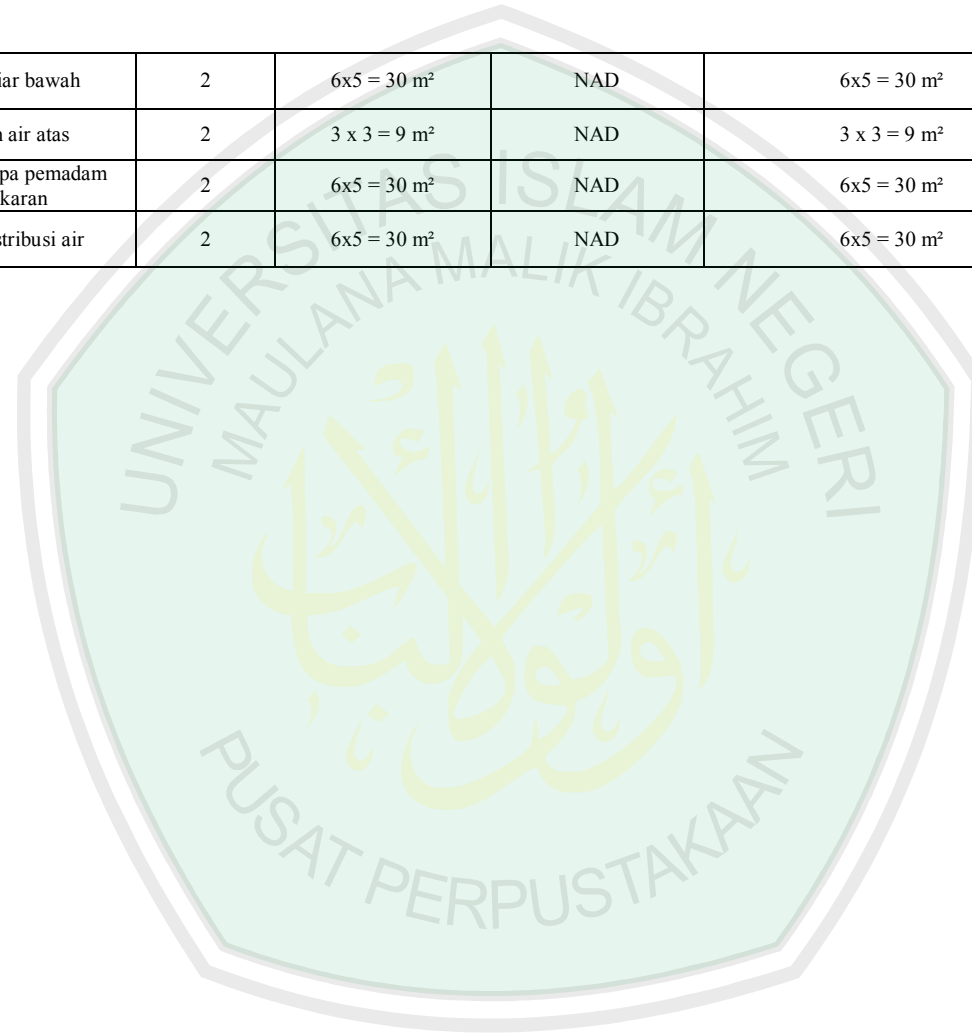 iar bawah 2 6x5 = 30 m² NAD 6x5 = 30 m²
air atas 2 3 x 3 = 9 m² NAD 3 x 3 = 9 m²
pa pemadam
karan 2 6x5 = 30 m² NAD 6x5 = 30 m²
stribusi air 2 6x5 = 30 m² NAD 6x5 = 30 m²
UNIVERSITAS ISLAM NEGERI
MAULANA MALIK IBRAHIM
أولوا الألباب
PUSAT PERPUSTAKAAN